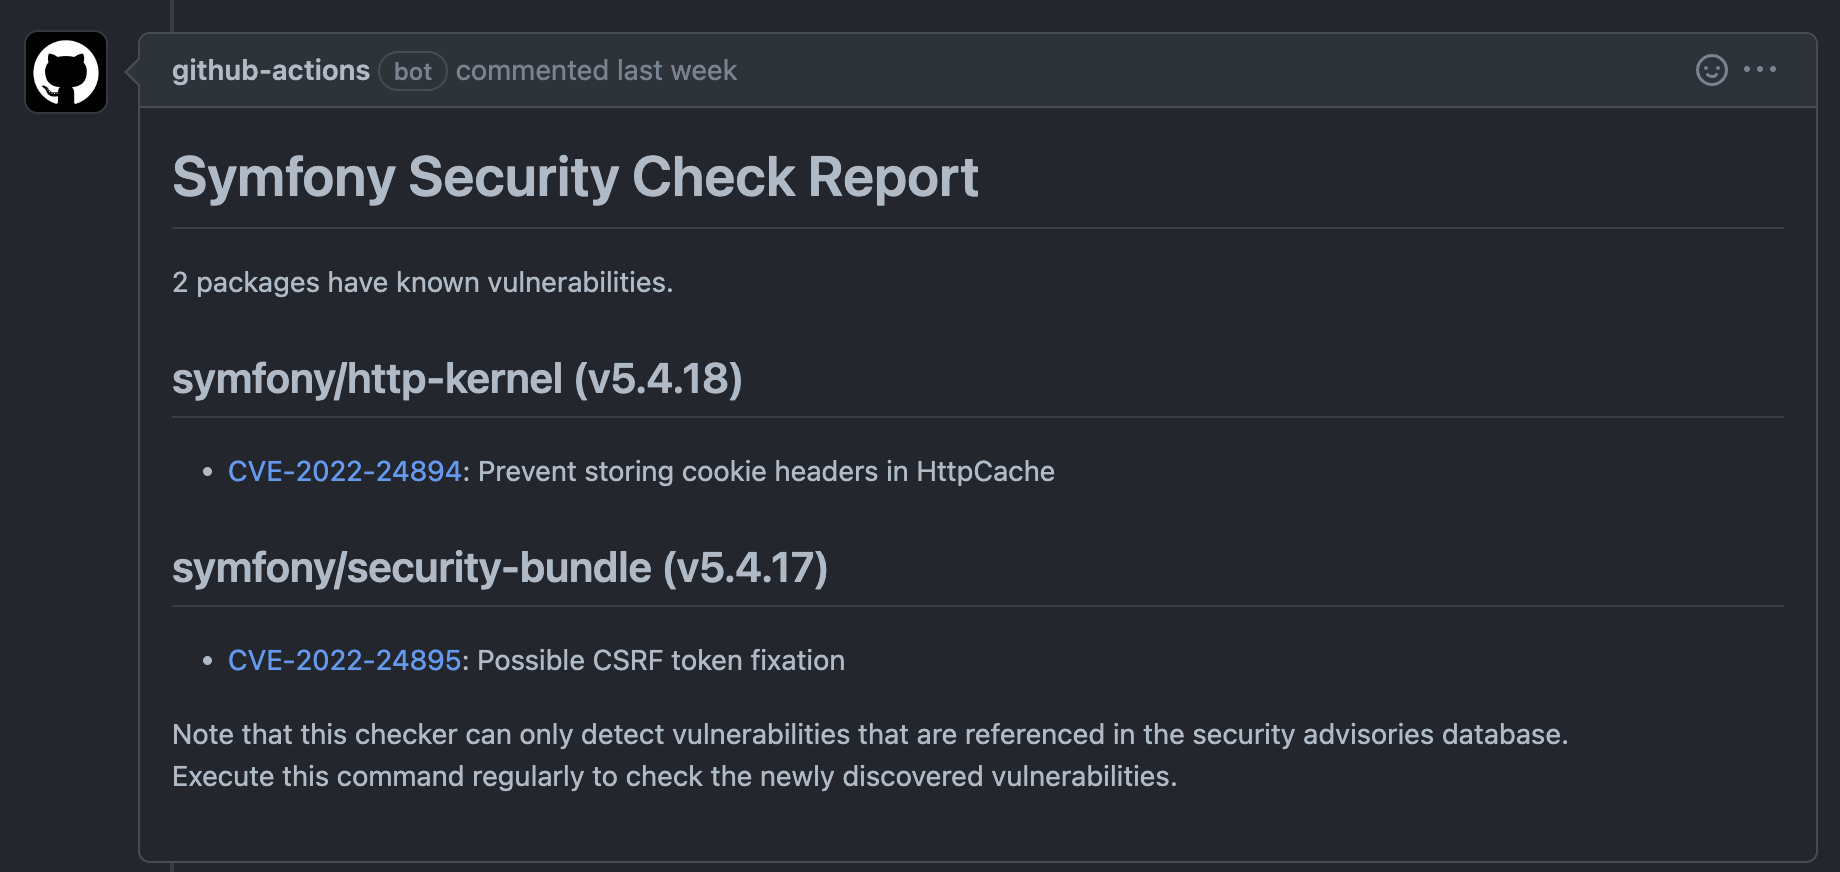 github-actions bot commented last week
Symfony Security Check Report
2 packages have known vulnerabilities.
symfony/http-kernel (v5.4.18)
• CVE-2022-24894: Prevent storing cookie headers in HttpCache
symfony/security-bundle (v5.4.17)
• CVE-2022-24895: Possible CSRF token fixation
Note that this checker can only detect vulnerabilities that are referenced in the security advisories database.
Execute this command regularly to check the newly discovered vulnerabilities.